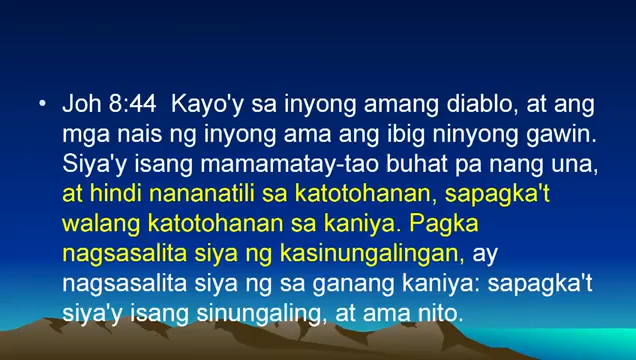 • Joh 8:44  Kayo'y sa inyong amang diablo, at ang
mga nais ng inyong ama ang ibig ninyong gawin.
Siya'y isang mamamatay-tao buhat pa nang una,
at hindi nananatili sa katotohanan, sapagka't
walang katotohanan sa kaniya. Pagka
nagsasalita siya ng kasinungalingan, ay
nagsasalita siya ng sa ganang kaniya: sapagka't
siya'y isang sinungaling, at ama nito.